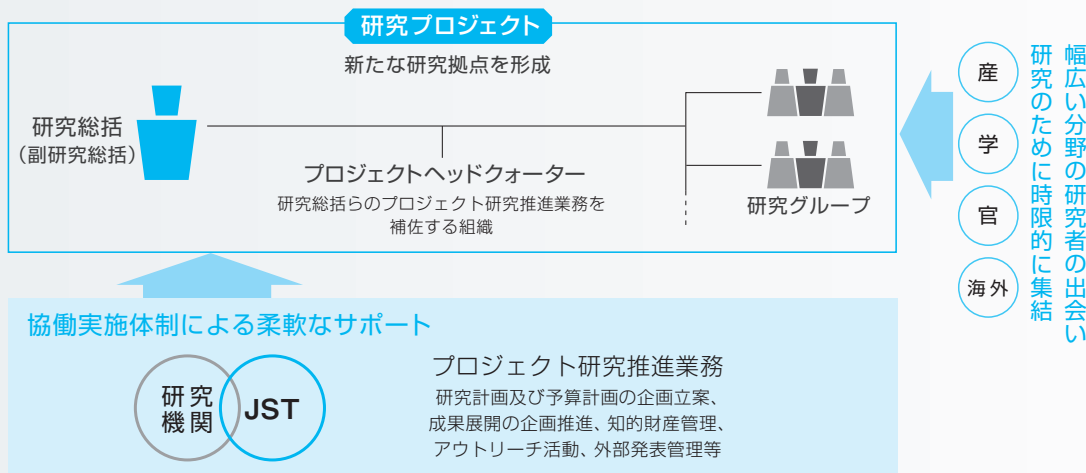 研究プロジェクト
新たな研究拠点を形成
研究総括
（副研究総括）
プロジェクトヘッドクォーター
研究総括らのプロジェクト研究推進業務を
補佐する組織
研究グループ
産
学
官
海外
幅広い分野の研究者の出会い
研究のために時限的に集結
協働実施体制による柔軟なサポート
研究
機関
JST
プロジェクト研究推進業務
研究計画及び予算計画の企画立案、
成果展開の企画推進、知的財産管理、
アウトリーチ活動、外部発表管理等